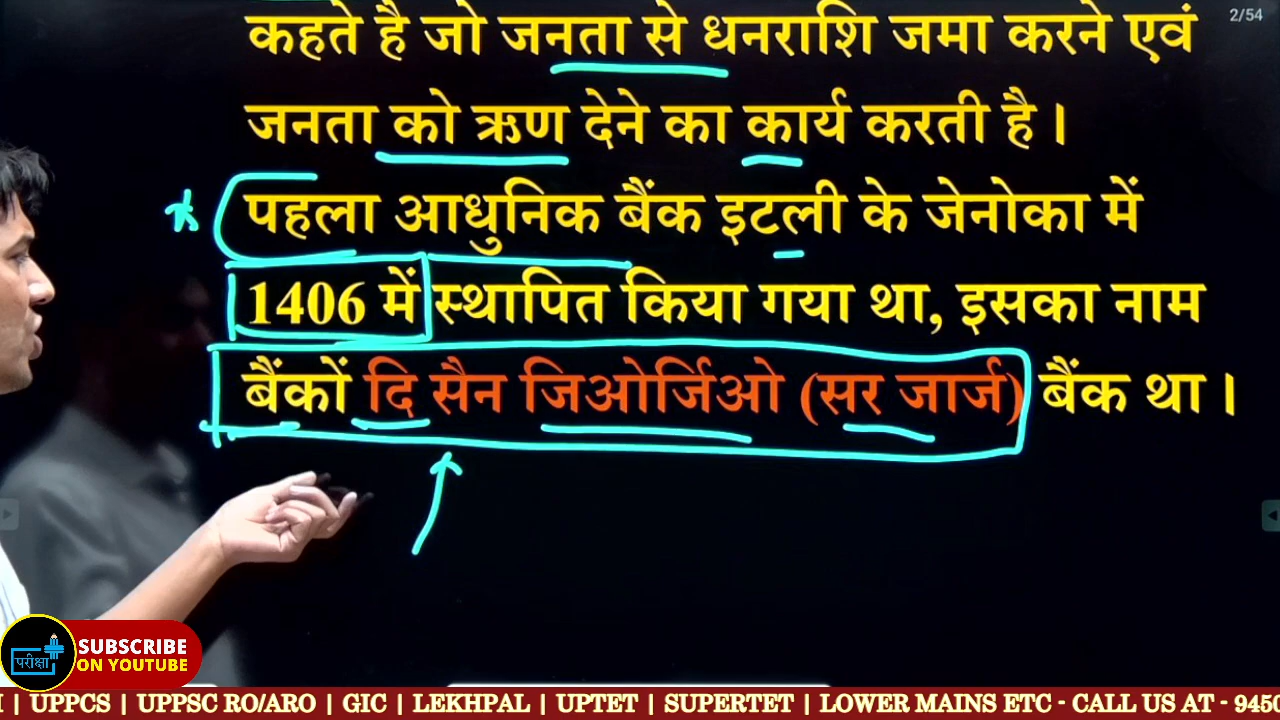 2/54
कहते है जो जनता से धनराशि जमा करने एवं
जनता को ऋण देने का कार्य करती है।
पहला आधुनिक बैंक इटली के जेनोका में
1406 में स्थापित किया गया था, इसका नाम
बैंकों दि सैन जिओर्जिओ (सर जार्ज) बैंक था।
परीक्षा
SUBSCRIBE
ON YOUTUBE
| UPPCS | UPPSC RO/ARO | GIC | LEKHPAL | UPTET | SUPERTET | LOWER MAINS ETC - CALL US AT - 9450